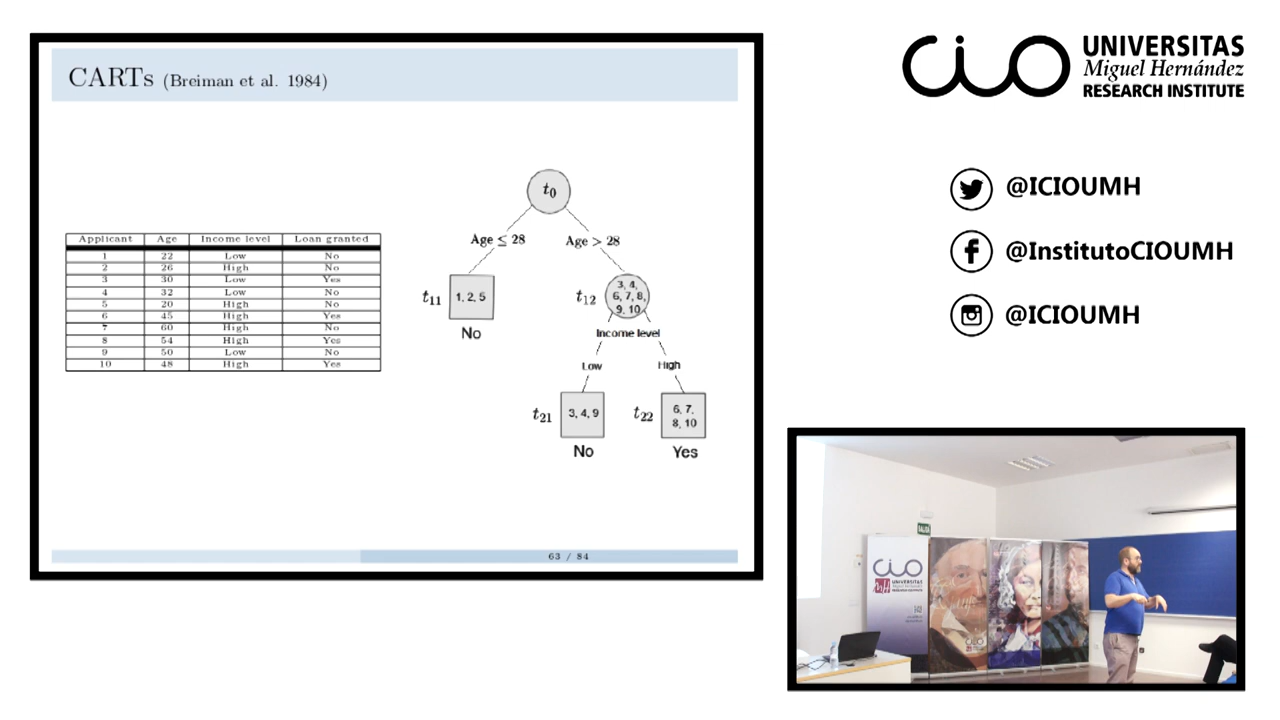 CARTs (Breiman et al. 1984)
Applicant Age Income level Loan granted
1 22 Low No
2 26 High No
3 30 Low Yes
4 32 Low No
5 20 High No
6 45 High Yes
7 60 High No
8 54 High Yes
9 50 Low No
10 48 High Yes
t0
Age ≤ 28 Age > 28
t11 1, 2, 5
No
t12 3, 4,
6, 7, 8,
9, 10
Income level
Low High
t21 3, 4, 9
No
t22 6, 7,
8, 10
Yes
63 / 84
CIO UNIVERSITAS
Miguel Hernández
RESEARCH INSTITUTE
@ICIOUMH
@InstitutoCIOUMH
@ICIOUMH
SALIDA
CIO
UNIVERSITAS